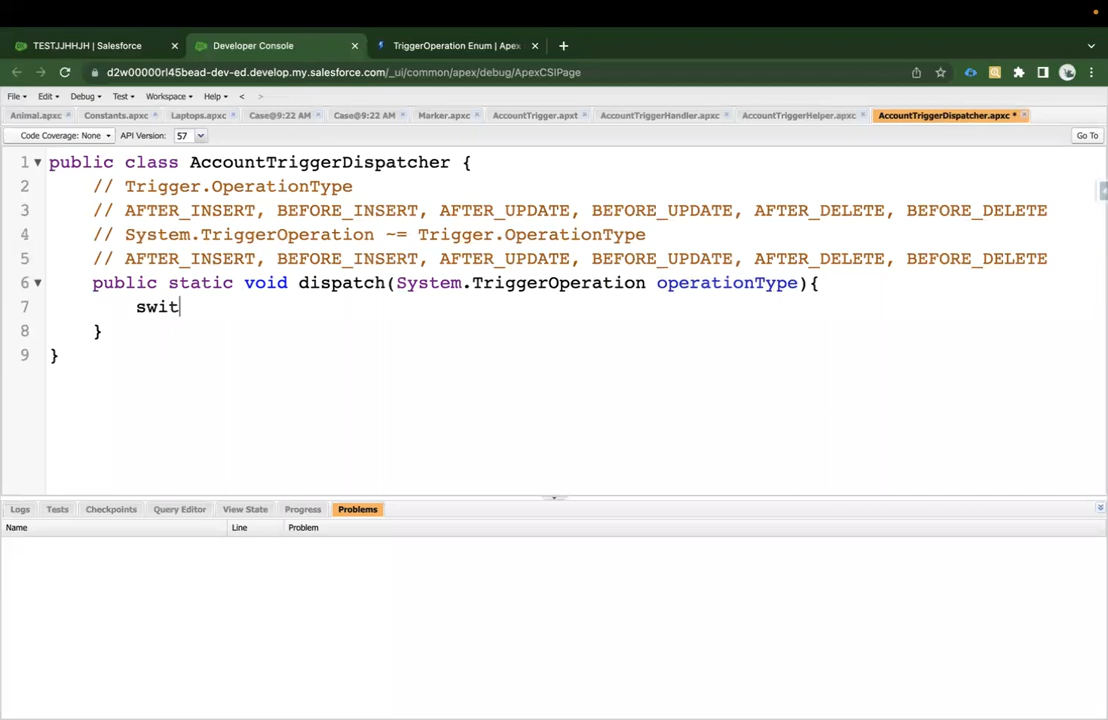 TESTJJHHJH | Salesforce
Developer Console
TriggerOperation Enum | Apex
d2w00000rl45bead-dev-ed.develop.my.salesforce.com/_ui/common/apex/debug/ApexCSIPage
File Edit Debug Test Workspace Help < >
Animal.apxc Constants.apxc Laptops.apxc Case@9:22 AM Case@9:22 AM Marker.apxc AccountTrigger.apxt AccountTriggerHandler.apxc AccountTriggerHelper.apxc AccountTriggerDispatcher.apxc *
Code Coverage: None API Version: 57 Go To
1 public class AccountTriggerDispatcher {
2 // Trigger.OperationType
3 // AFTER_INSERT, BEFORE_INSERT, AFTER_UPDATE, BEFORE_UPDATE, AFTER_DELETE, BEFORE_DELETE
4 // System.TriggerOperation ~= Trigger.OperationType
5 // AFTER_INSERT, BEFORE_INSERT, AFTER_UPDATE, BEFORE_UPDATE, AFTER_DELETE, BEFORE_DELETE
6 public static void dispatch(System.TriggerOperation operationType){
7 swit
8 }
9 }
Logs Tests Checkpoints Query Editor View State Progress Problems
Name Line Problem